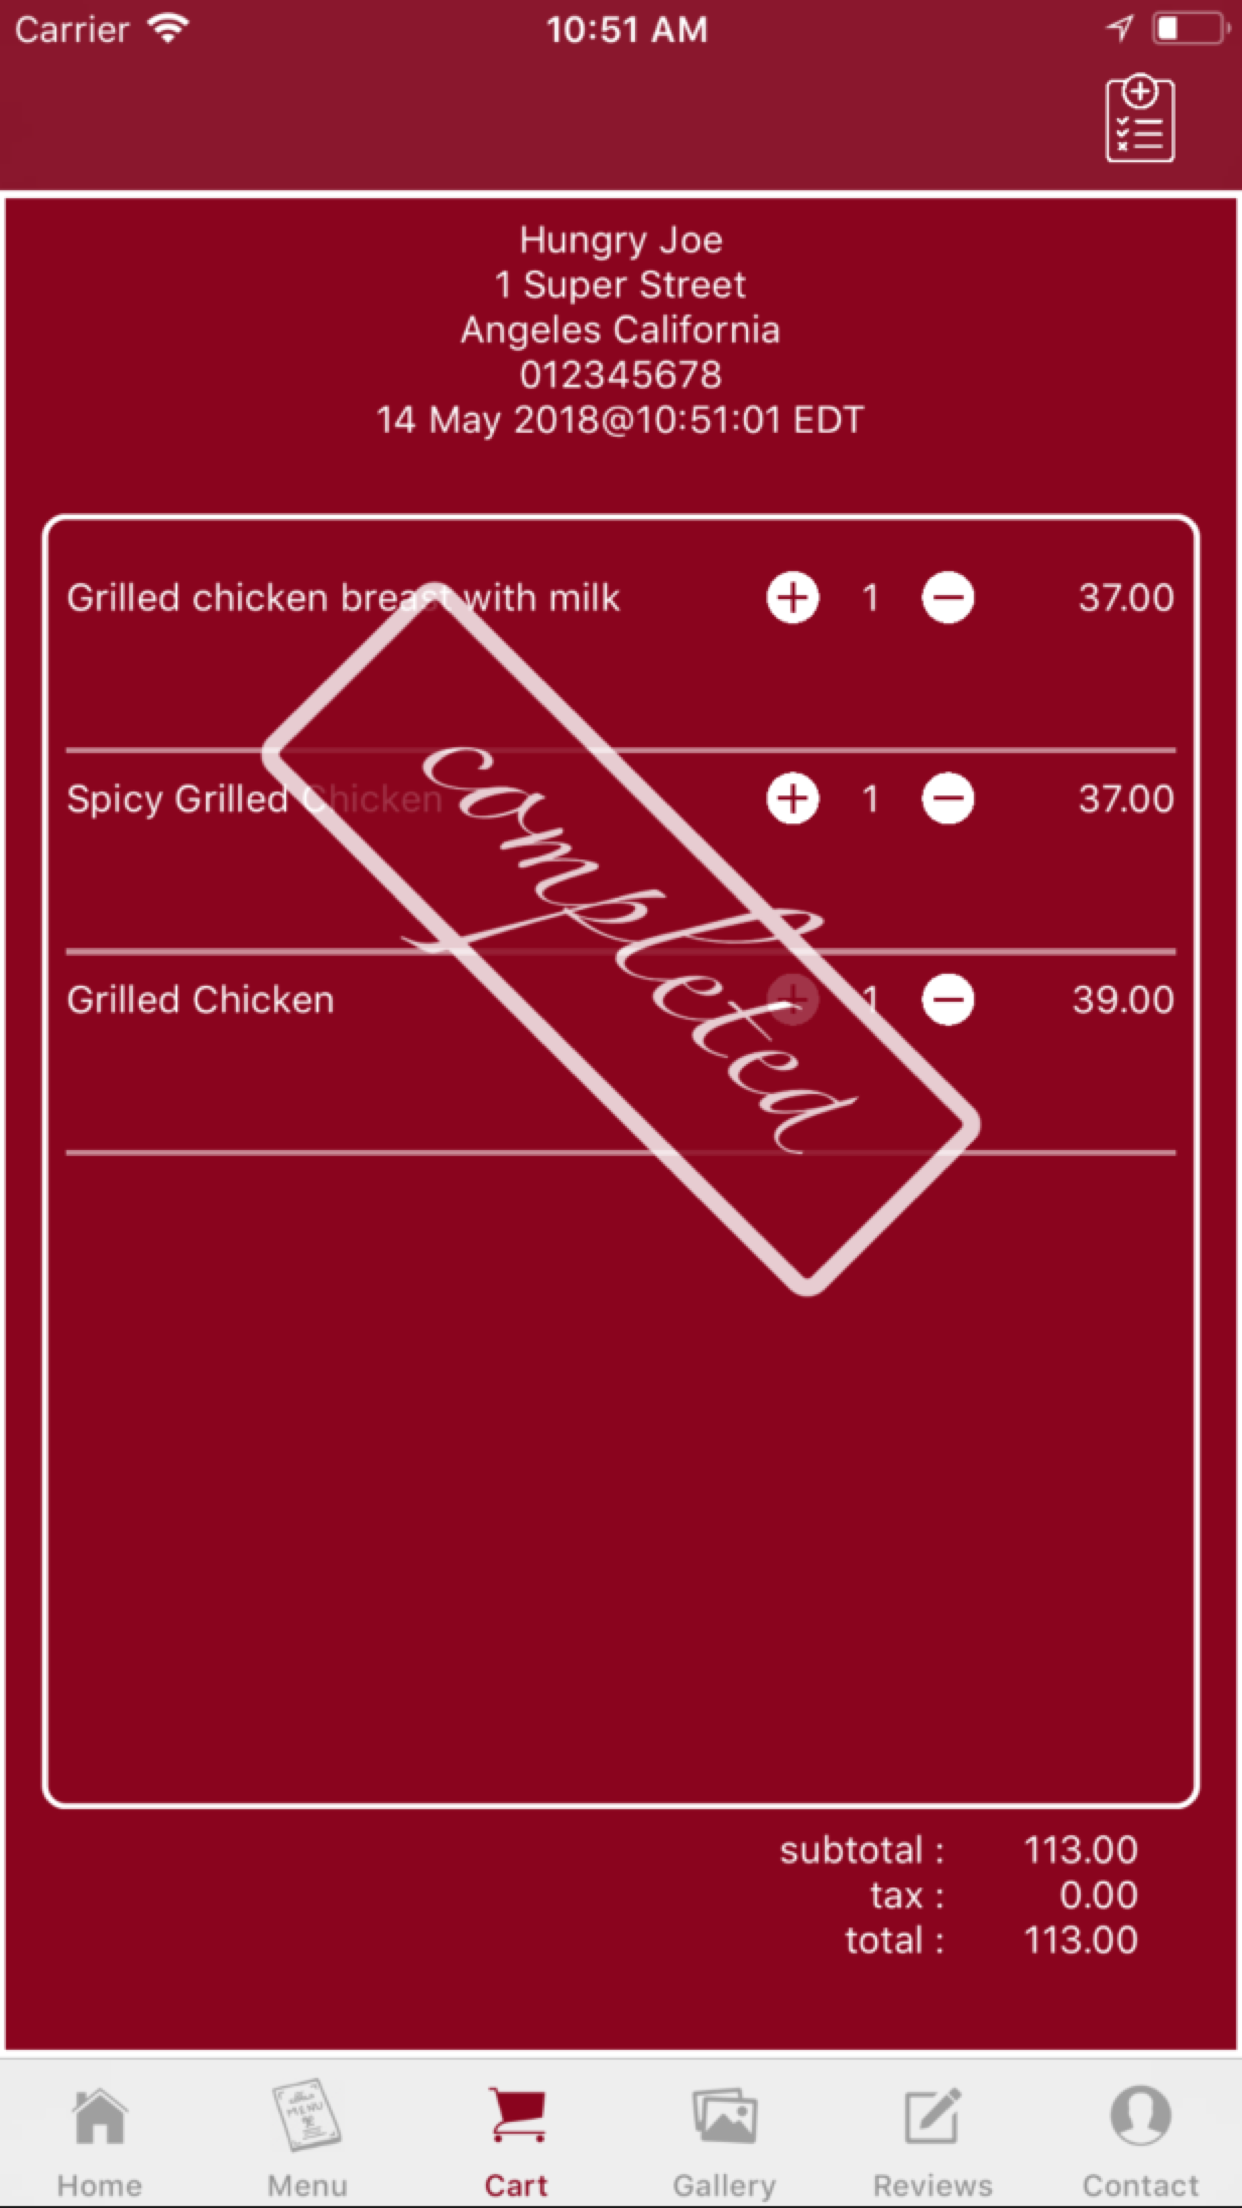 Carrier 10:51 AM
Hungry Joe
1 Super Street
Angeles California
012345678
14 May 2018@10:51:01 EDT
Grilled chicken breast with milk 1 37.00
Spicy Grilled Chicken 1 37.00
Grilled Chicken 1 39.00
completed
subtotal : 113.00
tax : 0.00
total : 113.00
MENU
Home Menu Cart Gallery Reviews Contact